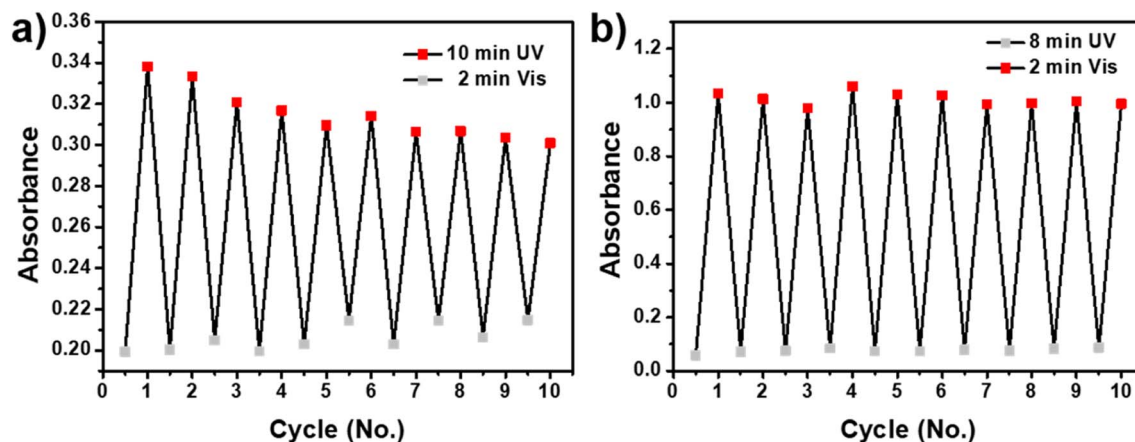 a)
10 min UV
2 min Vis
Absorbance
0.36
0.34
0.32
0.30
0.28
0.26
0.24
0.22
0.20
0 1 2 3 4 5 6 7 8 9 10
Cycle (No.)
b)
8 min UV
2 min Vis
Absorbance
1.2
1.0
0.8
0.6
0.4
0.2
0.0
0 1 2 3 4 5 6 7 8 9 10
Cycle (No.)